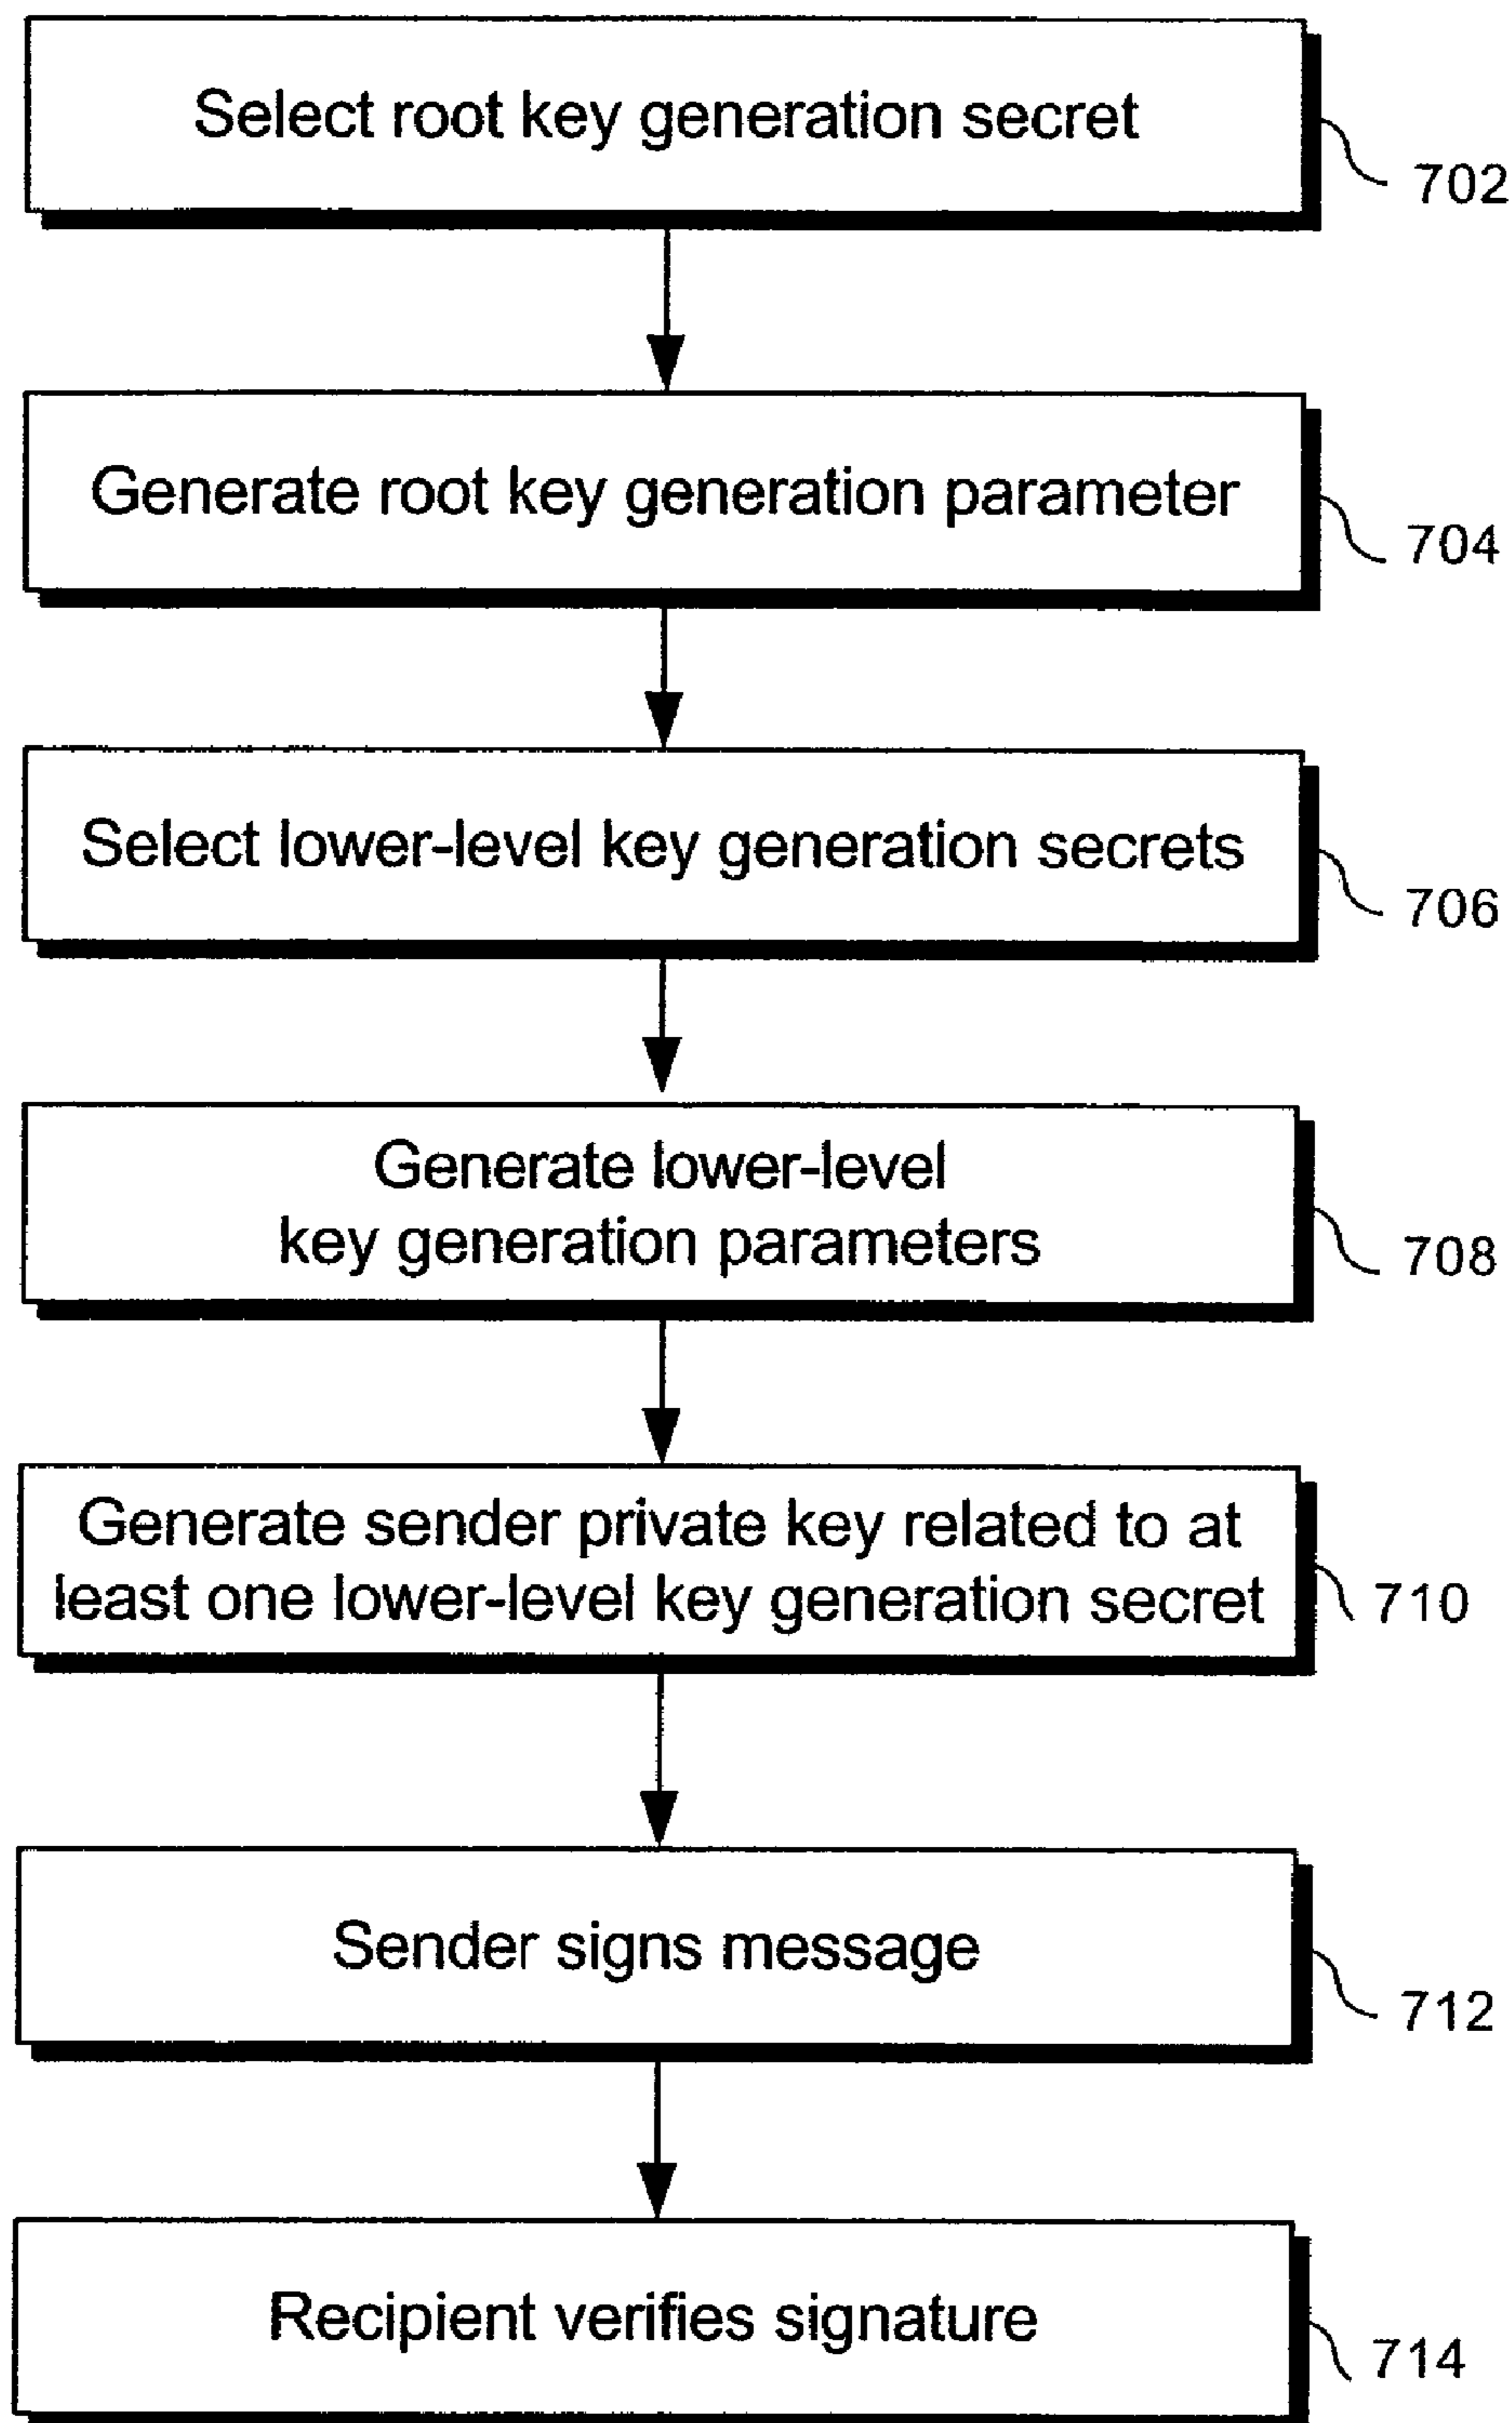 Select root key generation secret
702
Generate root key generation parameter
704
Select lower-level key generation secrets
706
Generate lower-level
key generation parameters
708
Generate sender private key related to at
least one lower-level key generation secret
710
Sender signs message
712
Recipient verifies signature
714